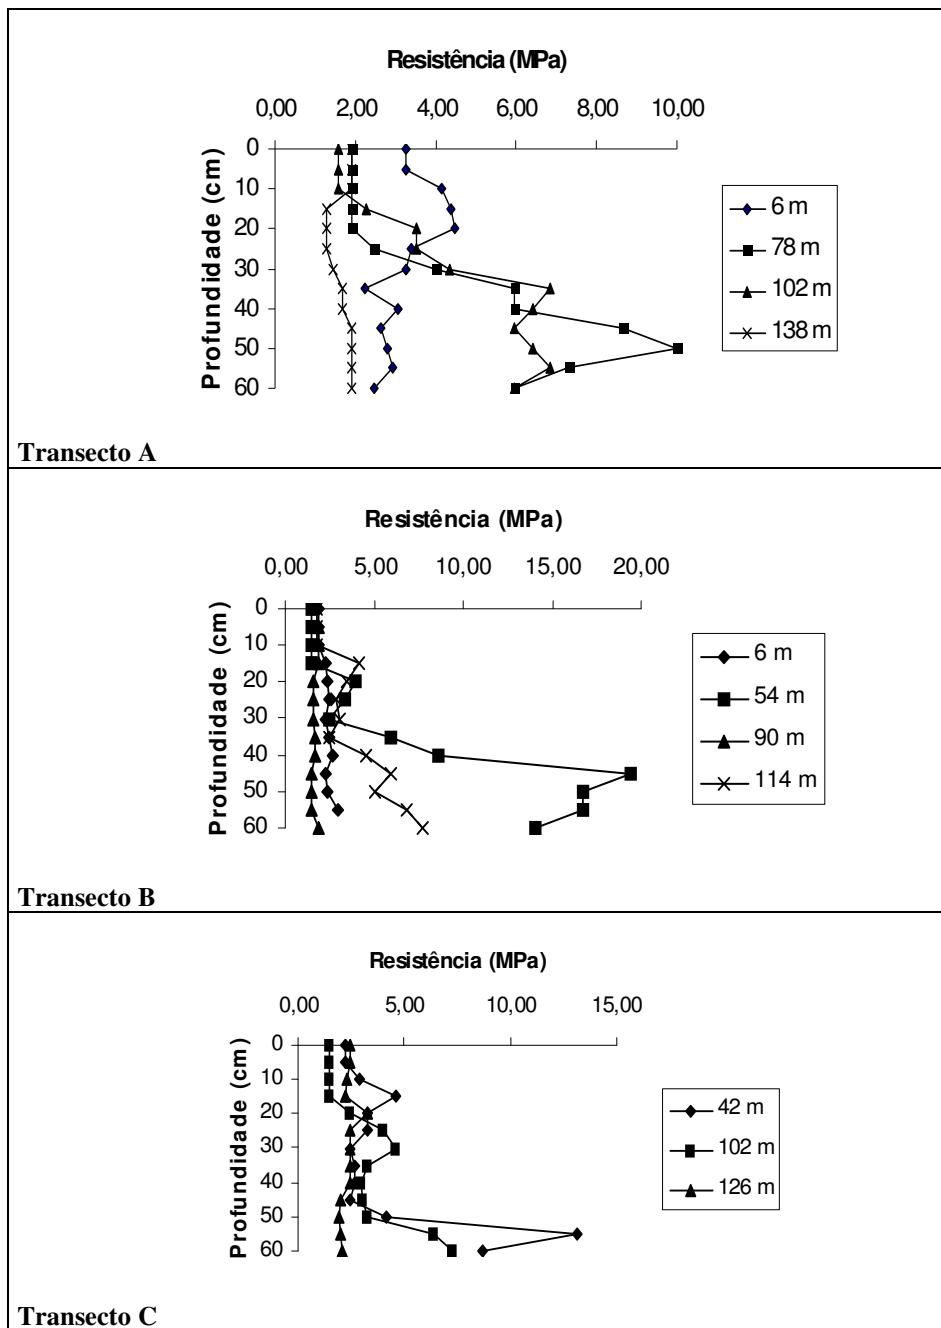 Resistência (MPa)
0,00 2,00 4,00 6,00 8,00 10,00
Profundidade (cm)
0
10
20
30
40
50
60
6 m
78 m
102 m
138 m
Transecto A
Resistência (MPa)
0,00 5,00 10,00 15,00 20,00
Profundidade (cm)
0
10
20
30
40
50
60
6 m
54 m
90 m
114 m
Transecto B
Resistência (MPa)
0,00 5,00 10,00 15,00
Profundidade (cm)
0
10
20
30
40
50
60
42 m
102 m
126 m
Transecto C